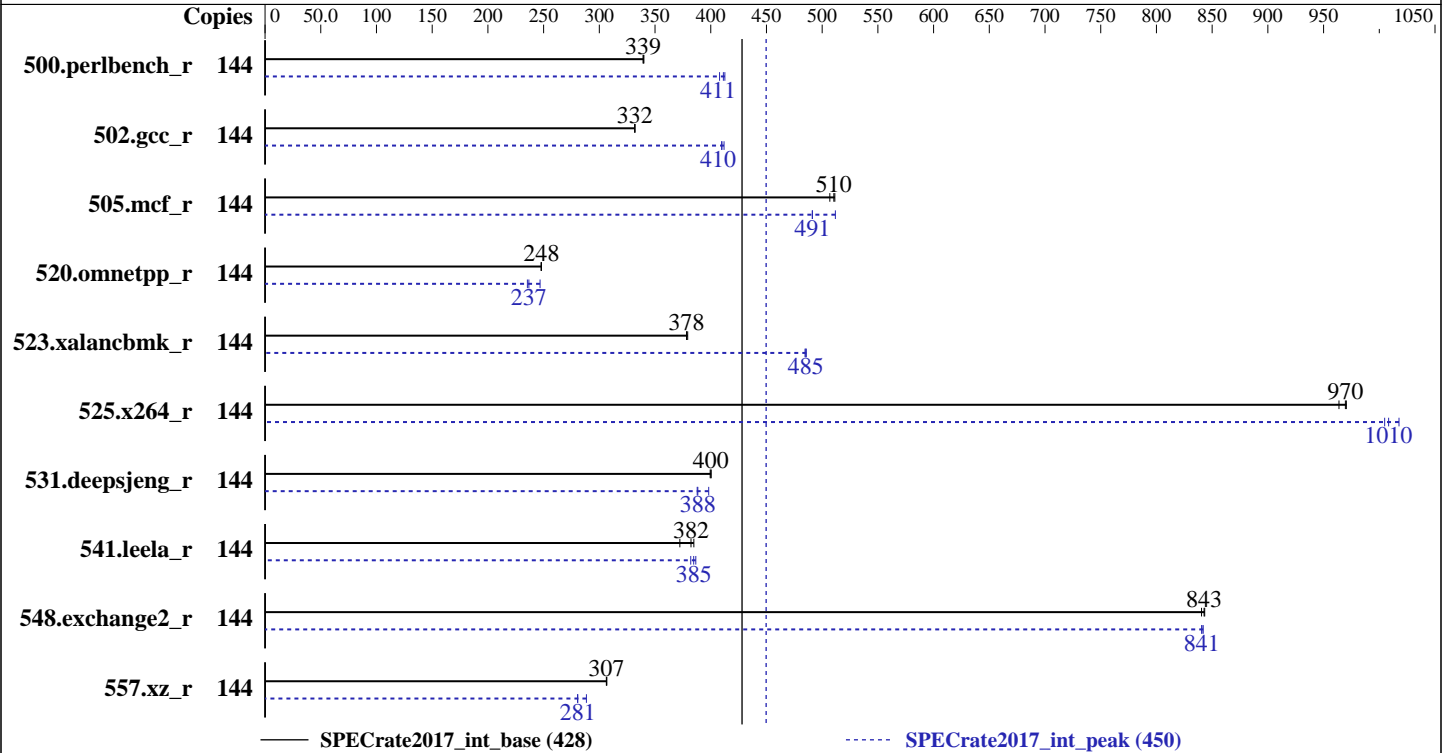 Copies 0 50.0 100 150 200 250 300 350 400 450 500 550 600 650 700 750 800 850 900 950 1050
339
500.perlbench_r 144
411
332
502.gcc_r 144
410
510
505.mcf_r 144
491
248
520.omnetpp_r 144
237
378
523.xalancbmk_r 144
485
970
525.x264_r 144
1010
400
531.deepsjeng_r 144
388
382
541.leela_r 144
385
843
548.exchange2_r 144
841
307
557.xz_r 144
281
SPECrate2017_int_base (428) SPECrate2017_int_peak (450)